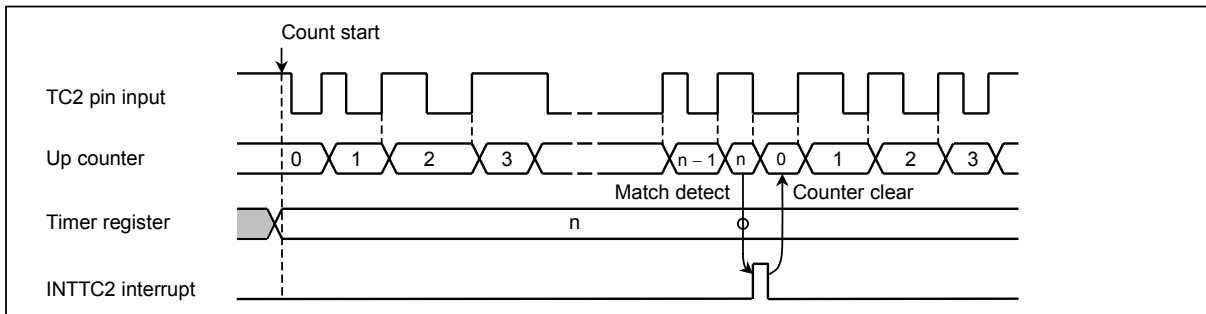 Count start
TC2 pin input
Up counter 0 1 2 3 n – 1 n 0 1 2 3
Match detect Counter clear
Timer register n
INTTC2 interrupt